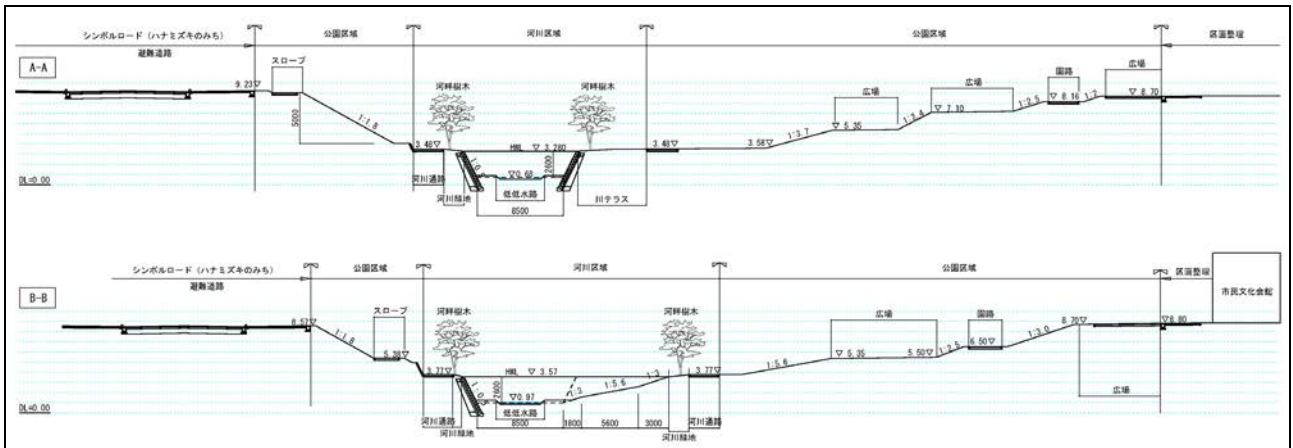 シンボルロード（ハナミズキのみち）
公園区域
河川区域
公園区域
区画整理
避難道路
A-A
スロープ
9.23▽
5000
1:1.8
河畔樹木
河畔樹木
広場
広場
園路
広場
3.48▽
HWL ▽ 3.280
3.48▽
3.58▽
1:3.7
▽ 5.35
1:2.4
▽ 7.10
1:2.5
▽ 8.16
1:2
▽ 8.70
2600
▽0.68
DL=0.00
河川通路
河川緑地
低低水路
8500
川テラス
シンボルロード（ハナミズキのみち）
公園区域
河川区域
公園区域
区画整理
避難道路
市民文化会館
B-B
スロープ
8.57▽
1:1.8
5.38▽
河畔樹木
河畔樹木
広場
園路
3.77▽
HWL ▽ 3.57
3.77▽
1:5.6
▽ 5.35
5.50▽
1:2.5
6.50▽
1:3.0
8.70▽
▽8.80
2600
▽0.97
1:3
1:5.6
1:3
DL=0.00
河川通路
河川緑地
低低水路
8500
1800
5600
3000
河川通路
河川緑地
広場